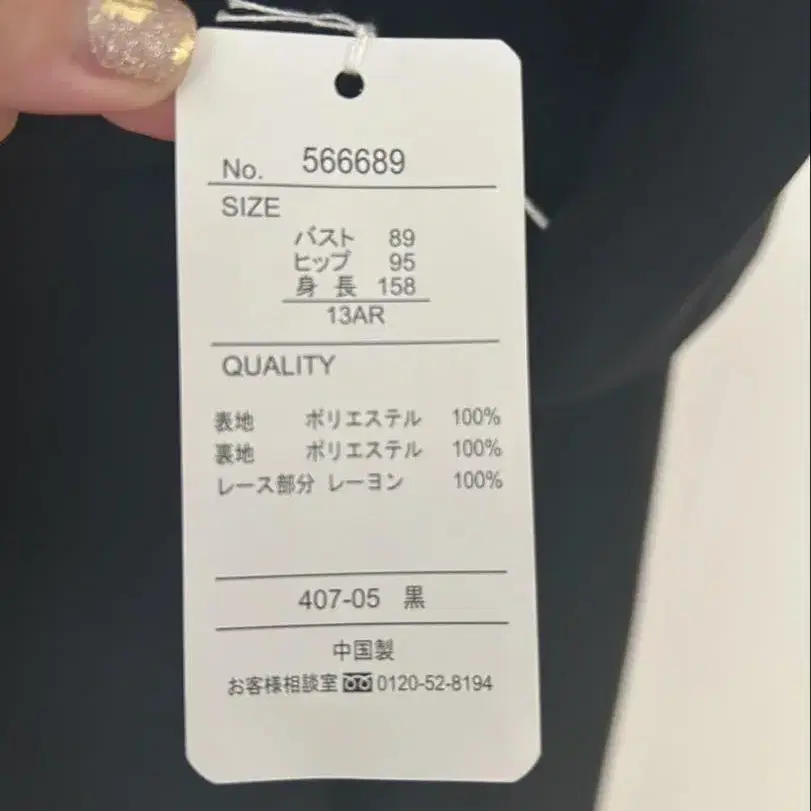 No. 566689
SIZE
バスト 89
ヒップ 95
身長 158
13AR
QUALITY
表地 ポリエステル 100%
裏地 ポリエステル 100%
レース部分 レーヨン 100%
407-05 黒
中国製
お客様相談室 0120-52-8194